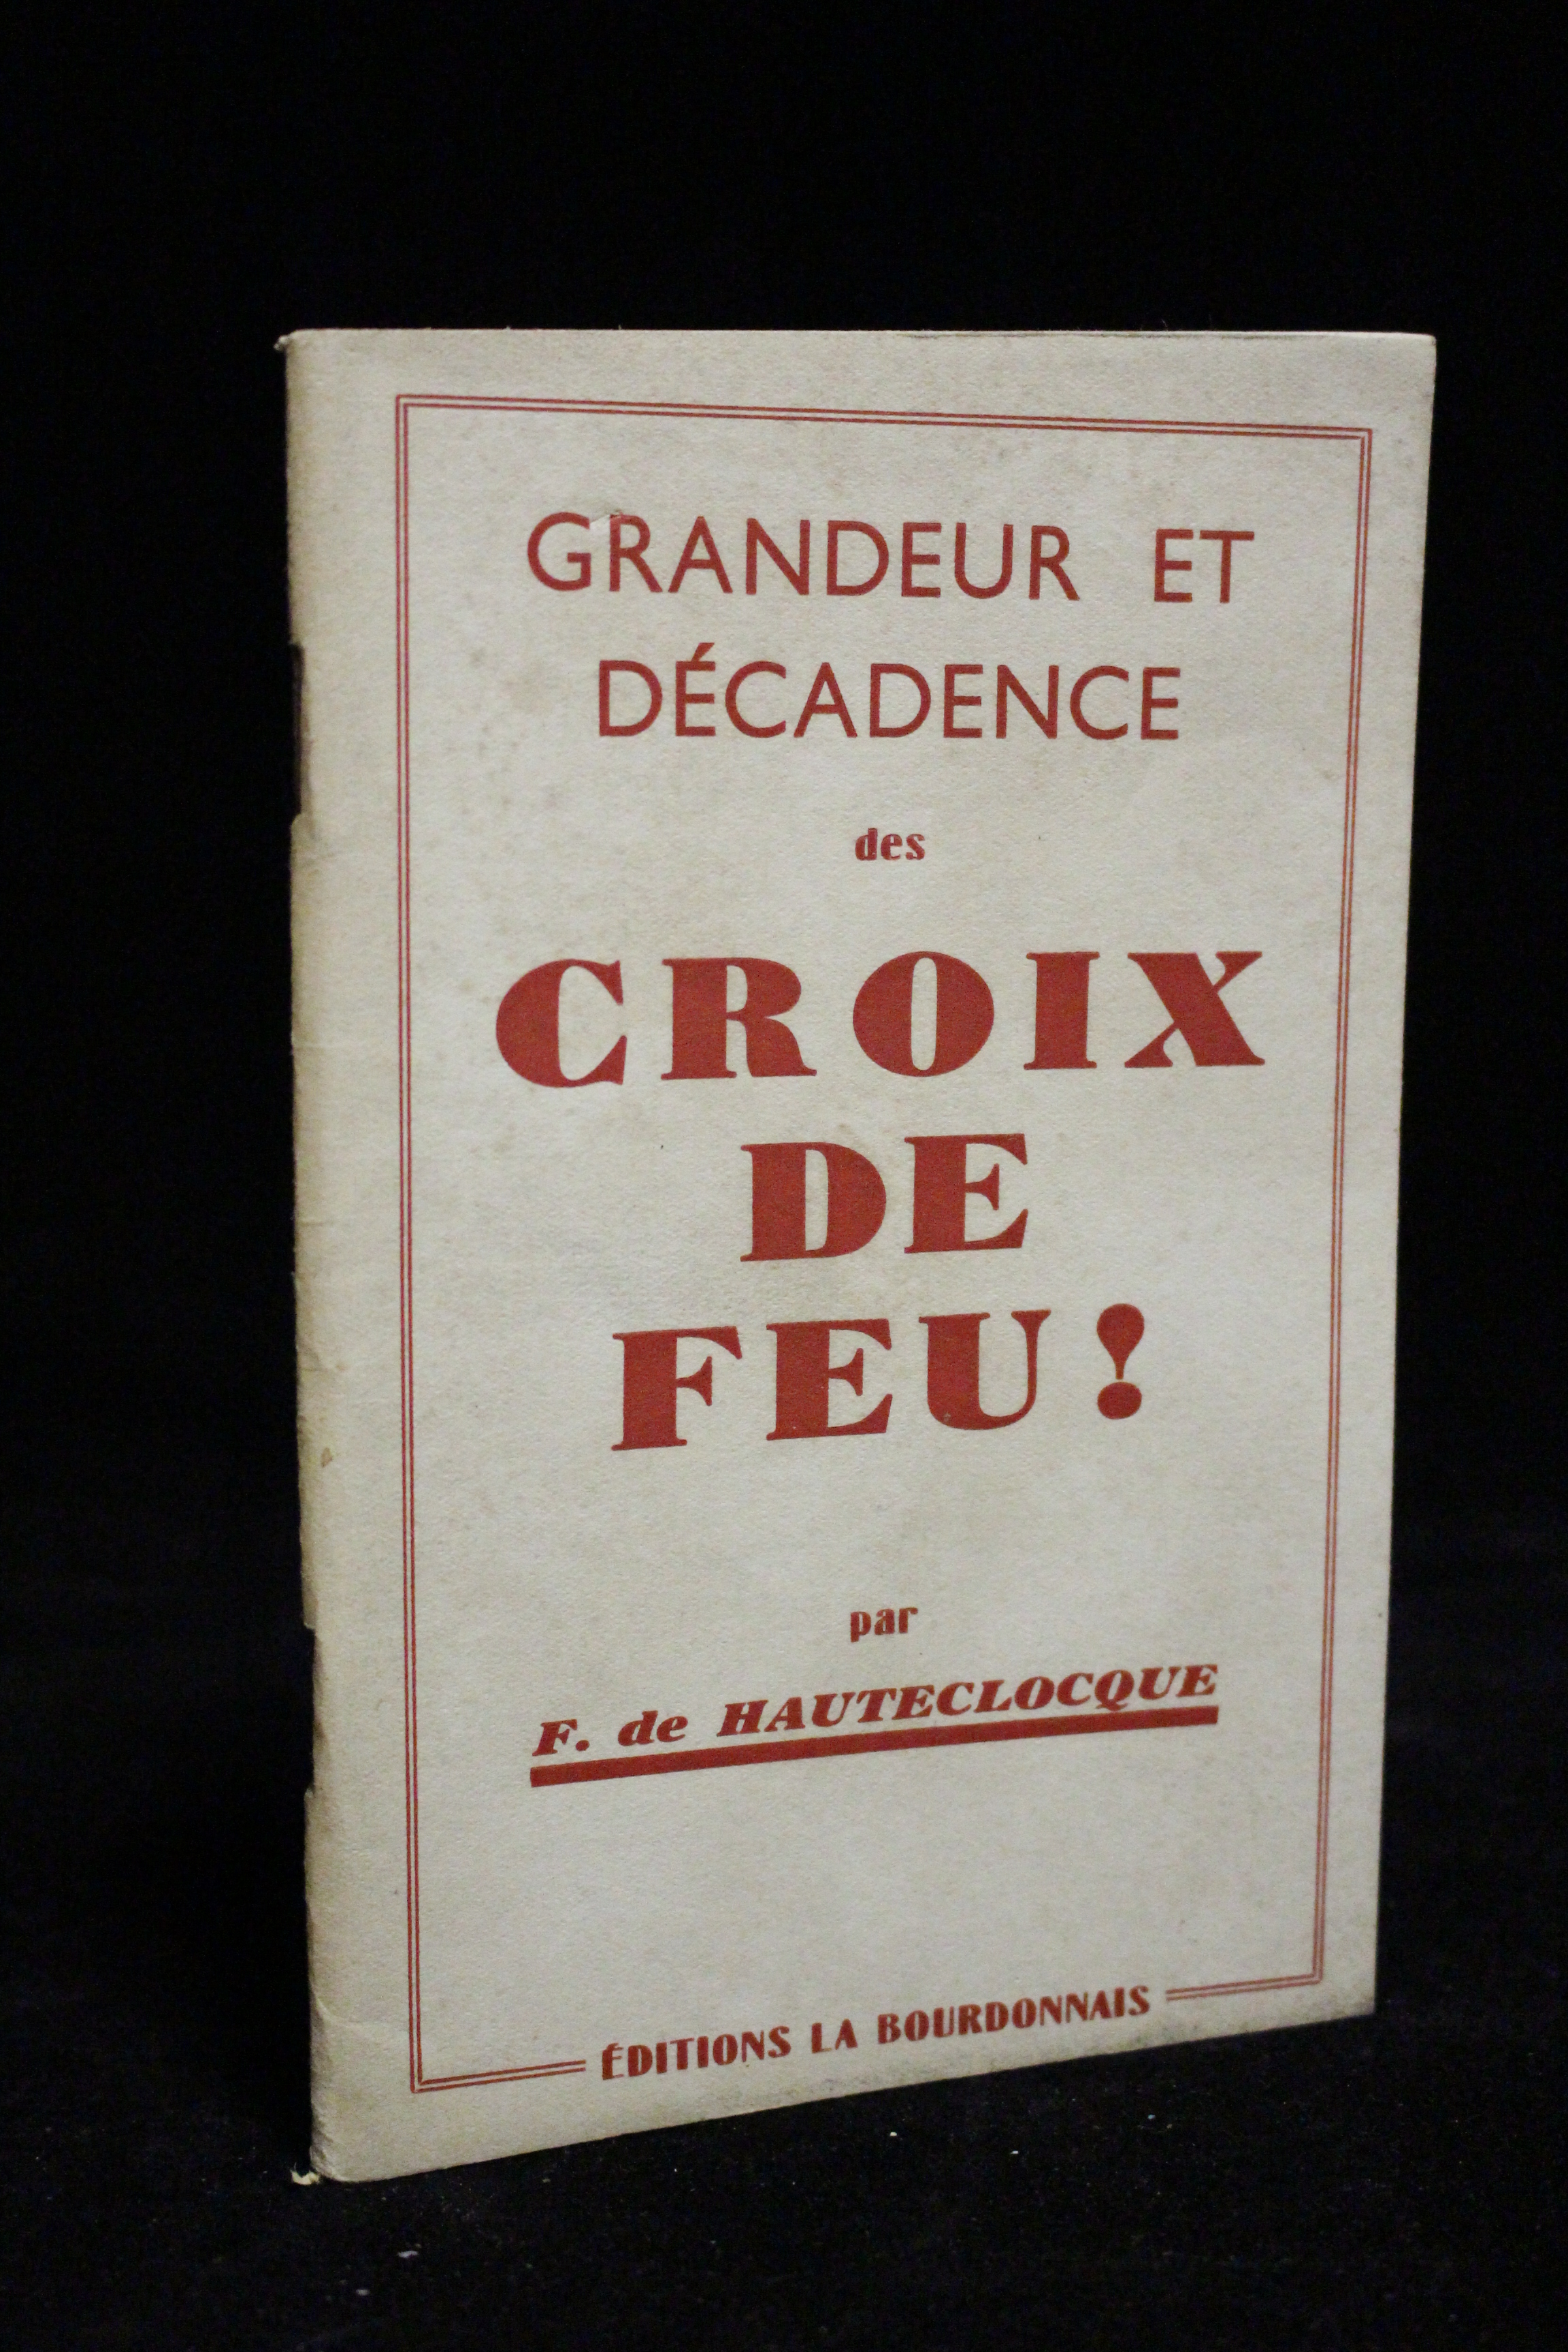 GRANDEUR ET
DÉCADENCE
des
CROIX
DE
FEU!
par
F. de HAUTECLOCQUE
ÉDITIONS LA BOURDONNAIS